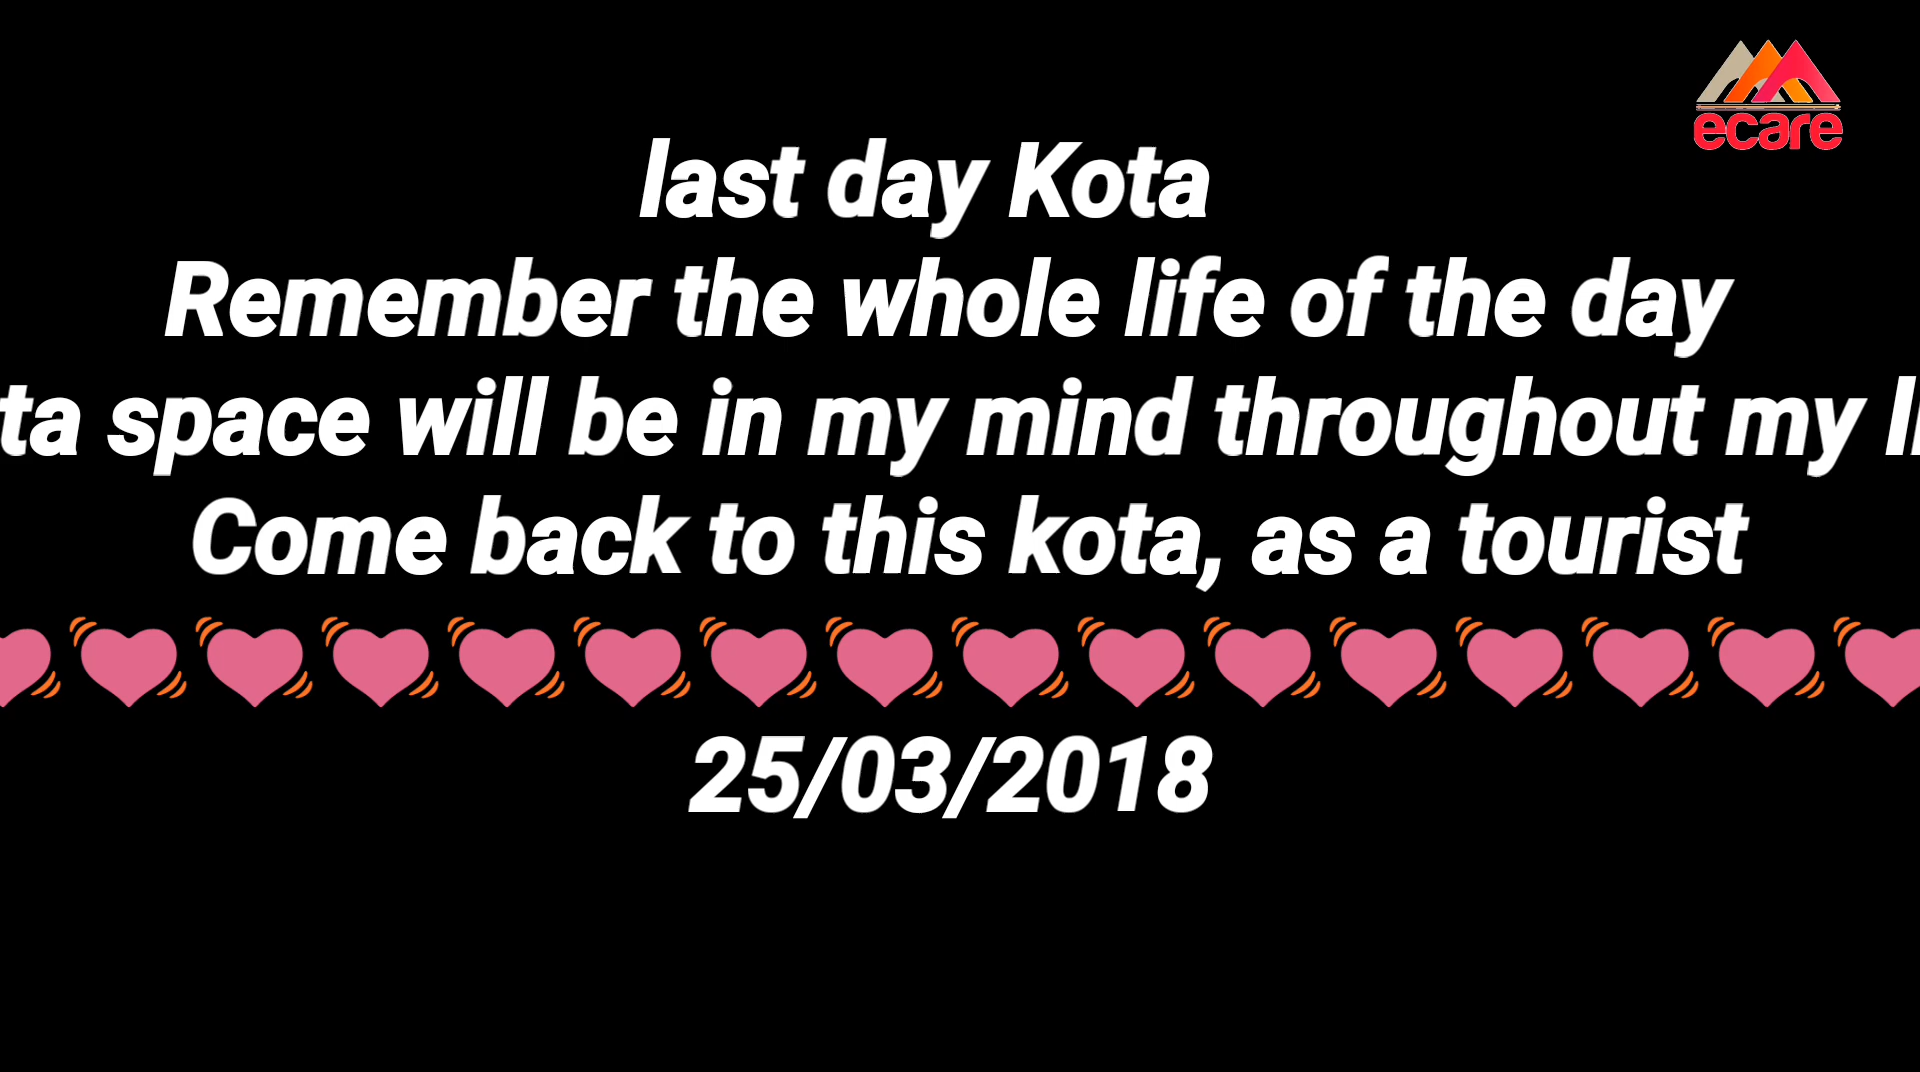 ecare
last day Kota
Remember the whole life of the day
ta space will be in my mind throughout my
Come back to this kota, as a tourist
💓💓💓💓💓💓💓💓💓💓💓💓💓💓💓💓
25/03/2018